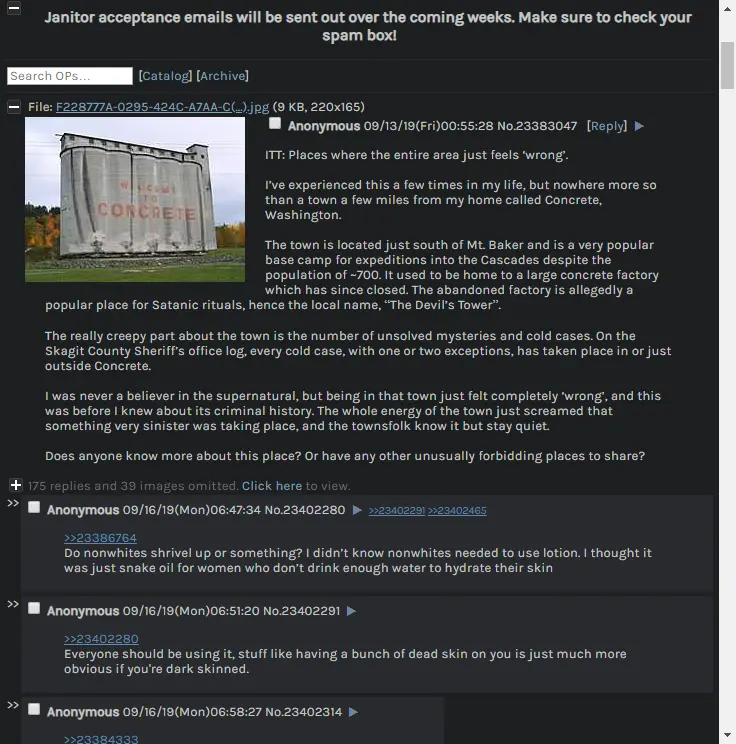 Janitor acceptance emails will be sent out over the coming weeks. Make sure to check your
spam box!
Search OPs… [Catalog] [Archive]
File: F228777A-0295-424C-A7AA-C(...).jpg (9 KB, 220x165)
WELCOME
TO
CONCRETE
Anonymous 09/13/19(Fri)00:55:28 No.23383047 [Reply] ▶
ITT: Places where the entire area just feels ‘wrong’.
I’ve experienced this a few times in my life, but nowhere more so
than a town a few miles from my home called Concrete,
Washington.
The town is located just south of Mt. Baker and is a very popular
base camp for expeditions into the Cascades despite the
population of ~700. It used to be home to a large concrete factory
which has since closed. The abandoned factory is allegedly a
popular place for Satanic rituals, hence the local name, “The Devil’s Tower”.
The really creepy part about the town is the number of unsolved mysteries and cold cases. On the
Skagit County Sheriff’s office log, every cold case, with one or two exceptions, has taken place in or just
outside Concrete.
I was never a believer in the supernatural, but being in that town just felt completely ‘wrong’, and this
was before I knew about its criminal history. The whole energy of the town just screamed that
something very sinister was taking place, and the townsfolk know it but stay quiet.
Does anyone know more about this place? Or have any other unusually forbidding places to share?
175 replies and 39 images omitted. Click here to view.
>> Anonymous 09/16/19(Mon)06:47:34 No.23402280 ▶ >>23402291 >>23402465
>>23386764
Do nonwhites shrivel up or something? I didn’t know nonwhites needed to use lotion. I thought it
was just snake oil for women who don’t drink enough water to hydrate their skin
>> Anonymous 09/16/19(Mon)06:51:20 No.23402291 ▶
>>23402280
Everyone should be using it, stuff like having a bunch of dead skin on you is just much more
obvious if you're dark skinned.
>> Anonymous 09/16/19(Mon)06:58:27 No.23402314 ▶
>>23384333